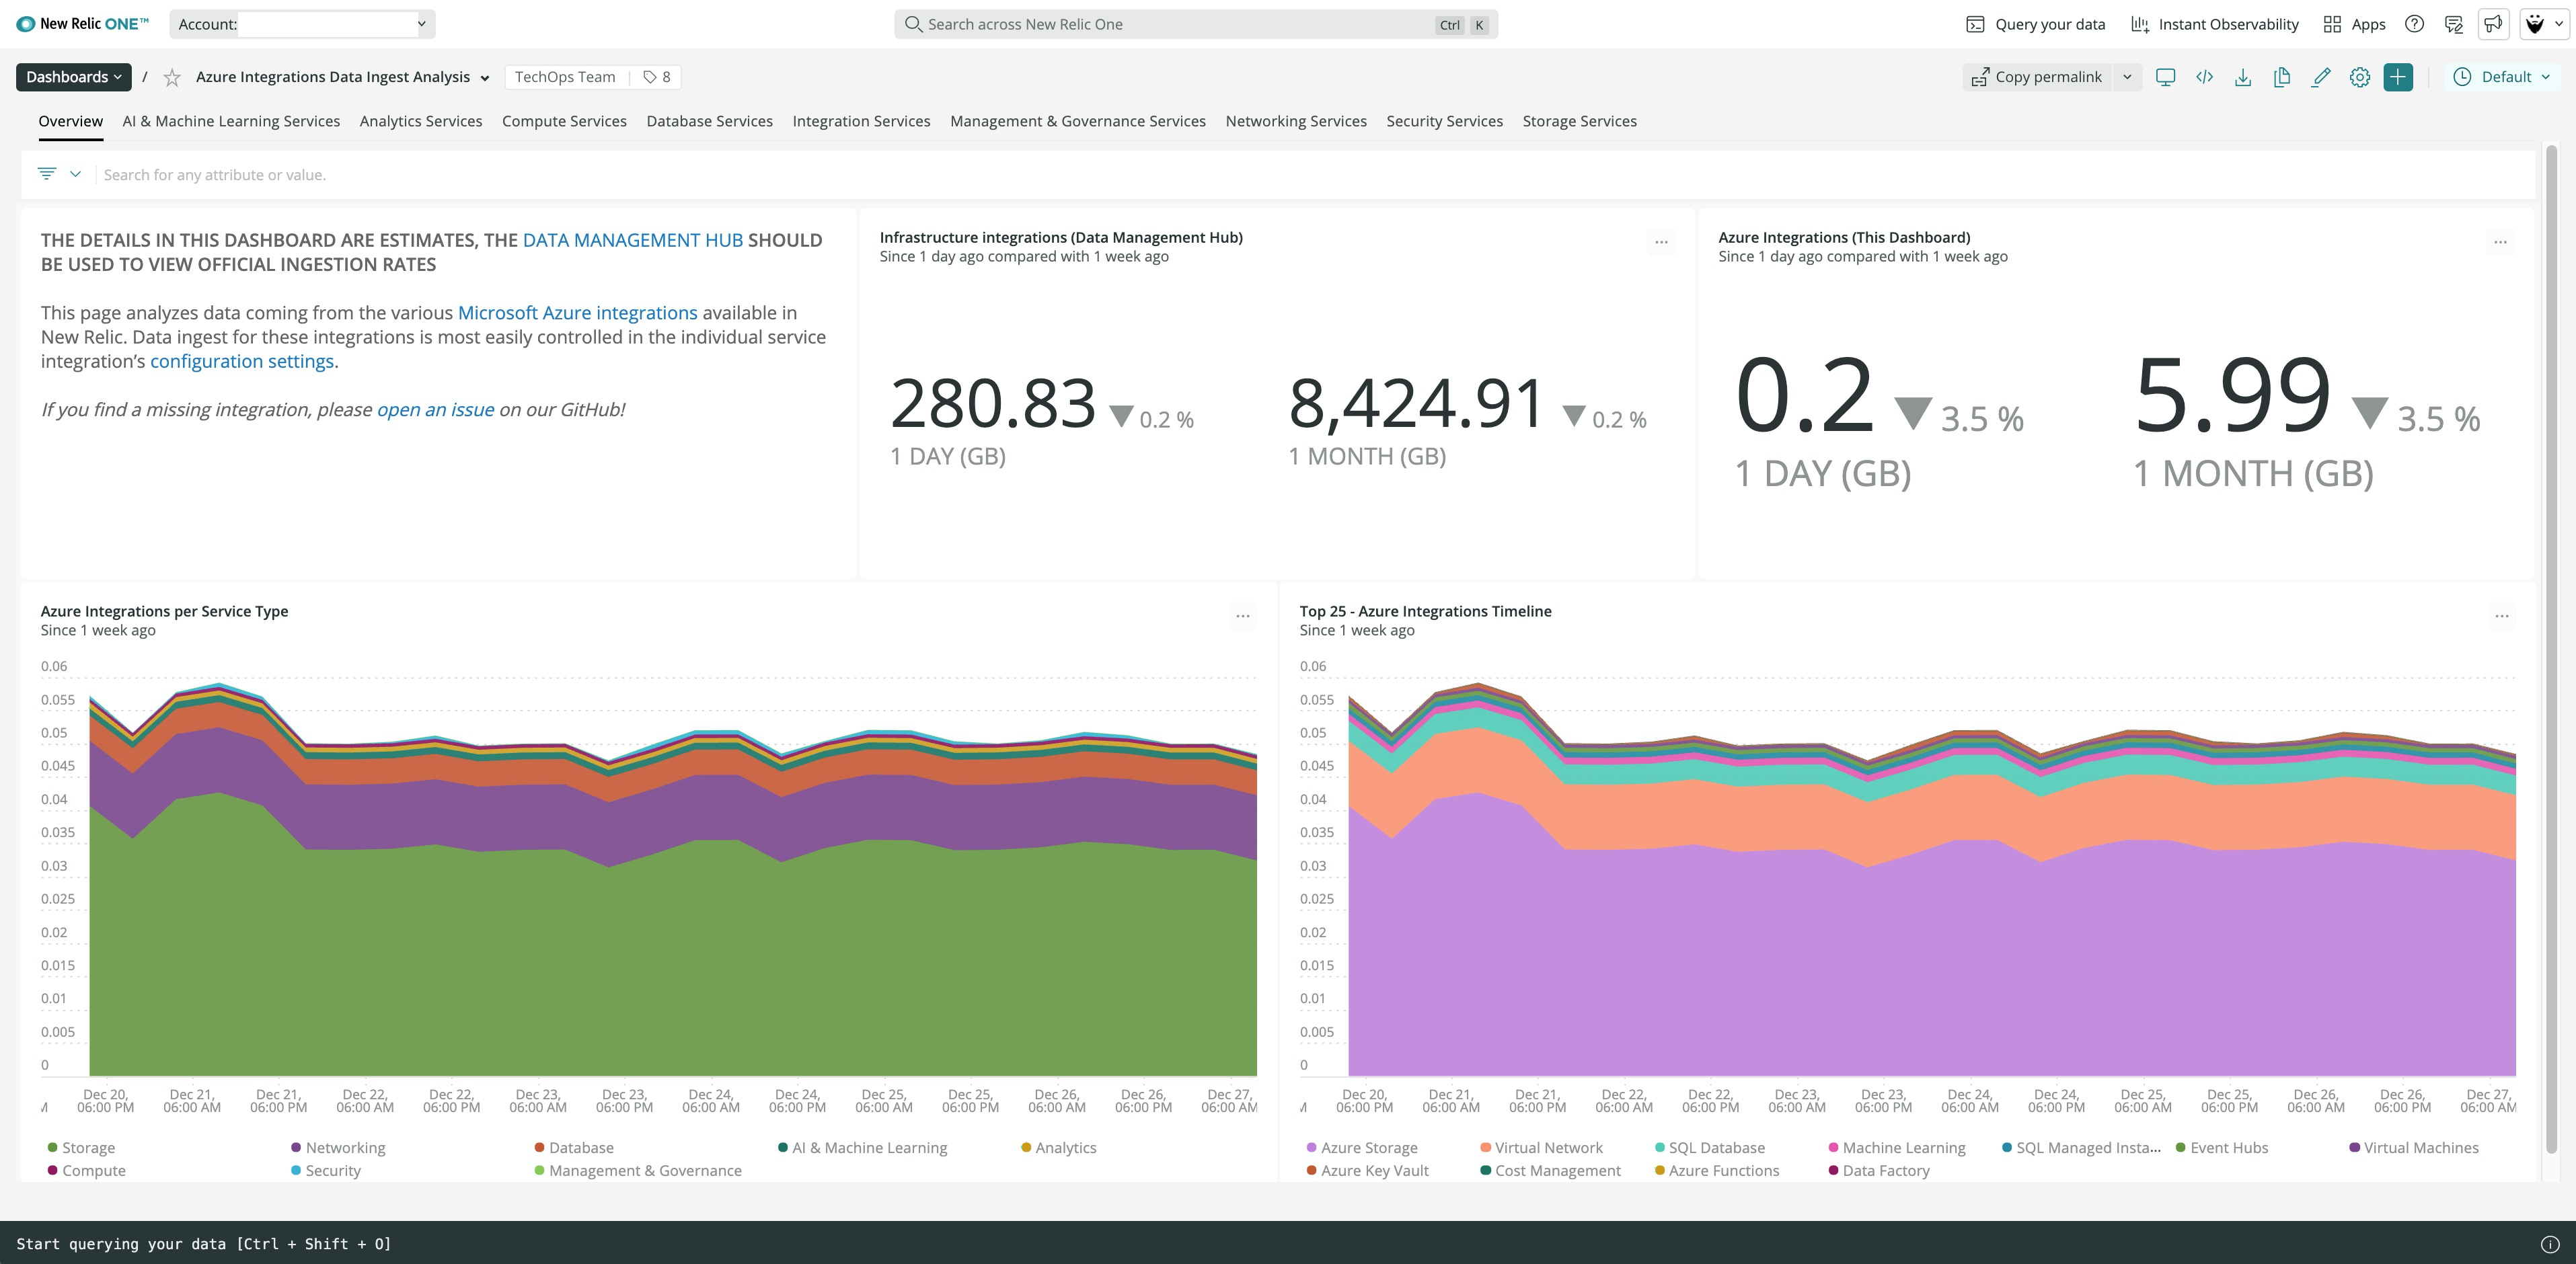 New Relic ONE™
Account:
Search across New Relic One
Ctrl K
Query your data
Instant Observability
Apps
Dashboards
/
Azure Integrations Data Ingest Analysis
TechOps Team
8
Copy permalink
Default
Overview
AI & Machine Learning Services
Analytics Services
Compute Services
Database Services
Integration Services
Management & Governance Services
Networking Services
Security Services
Storage Services
Search for any attribute or value.
THE DETAILS IN THIS DASHBOARD ARE ESTIMATES, THE DATA MANAGEMENT HUB SHOULD
BE USED TO VIEW OFFICIAL INGESTION RATES
This page analyzes data coming from the various Microsoft Azure integrations available in
New Relic. Data ingest for these integrations is most easily controlled in the individual service
integration's configuration settings.
If you find a missing integration, please open an issue on our GitHub!
Infrastructure integrations (Data Management Hub)
Since 1 day ago compared with 1 week ago
280.83 0.2 %
1 DAY (GB)
8,424.91 0.2 %
1 MONTH (GB)
Azure Integrations (This Dashboard)
Since 1 day ago compared with 1 week ago
0.2 3.5 %
1 DAY (GB)
5.99 3.5 %
1 MONTH (GB)
Azure Integrations per Service Type
Since 1 week ago
0.06
0.055
0.05
0.045
0.04
0.035
0.03
0.025
0.02
0.015
0.01
0.005
0
M
Dec 20, 06:00 PM
Dec 21, 06:00 AM
Dec 21, 06:00 PM
Dec 22, 06:00 AM
Dec 22, 06:00 PM
Dec 23, 06:00 AM
Dec 23, 06:00 PM
Dec 24, 06:00 AM
Dec 24, 06:00 PM
Dec 25, 06:00 AM
Dec 25, 06:00 PM
Dec 26, 06:00 AM
Dec 26, 06:00 PM
Dec 27, 06:00 AM
Storage
Networking
Database
AI & Machine Learning
Analytics
Compute
Security
Management & Governance
Top 25 - Azure Integrations Timeline
Since 1 week ago
0.06
0.055
0.05
0.045
0.04
0.035
0.03
0.025
0.02
0.015
0.01
0.005
0
M
Dec 20, 06:00 PM
Dec 21, 06:00 AM
Dec 21, 06:00 PM
Dec 22, 06:00 AM
Dec 22, 06:00 PM
Dec 23, 06:00 AM
Dec 23, 06:00 PM
Dec 24, 06:00 AM
Dec 24, 06:00 PM
Dec 25, 06:00 AM
Dec 25, 06:00 PM
Dec 26, 06:00 AM
Dec 26, 06:00 PM
Dec 27, 06:00 AM
Azure Storage
Virtual Network
SQL Database
Machine Learning
SQL Managed Insta...
Event Hubs
Virtual Machines
Azure Key Vault
Cost Management
Azure Functions
Data Factory
Start querying your data [Ctrl + Shift + O]